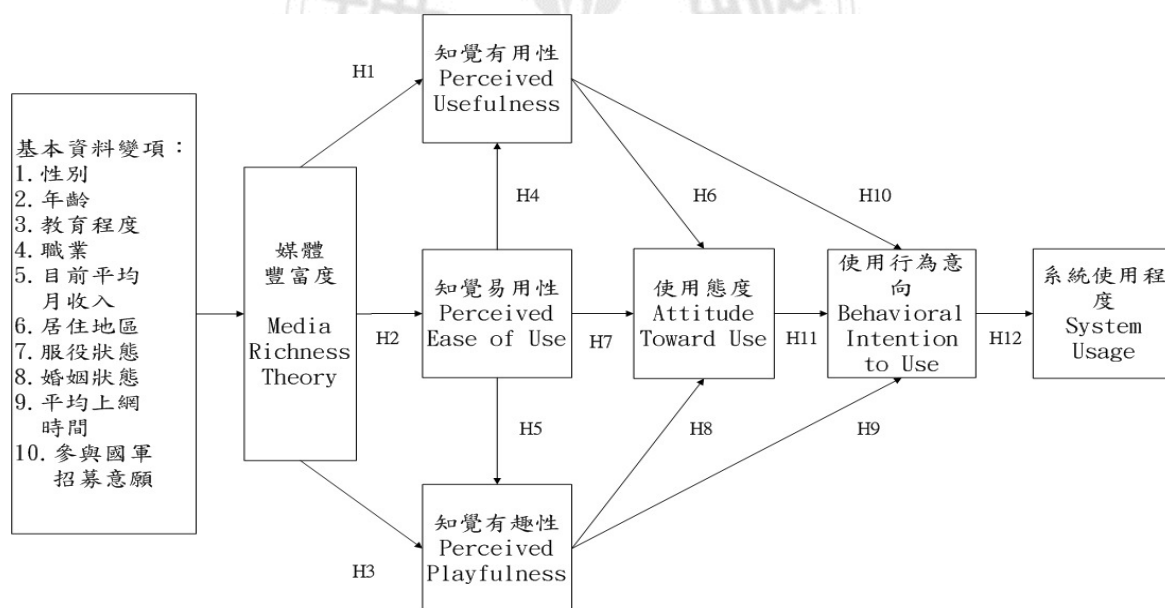 基本資料變項：
1. 性別
2. 年齡
3. 教育程度
4. 職業
5. 目前平均
月收入
6. 居住地區
7. 服役狀態
8. 婚姻狀態
9. 平均上網
時間
10. 參與國軍
招募意願
媒體
豐富度
Media
Richness
Theory
H1
H2
H3
知覺有用性
Perceived
Usefulness
H4
知覺易用性
Perceived
Ease of Use
H5
知覺有趣性
Perceived
Playfulness
H6
H7
H8
使用態度
Attitude
Toward Use
H10
H11
H9
使用行為意
向
Behavioral
Intention
to Use
H12
系統使用程
度
System
Usage